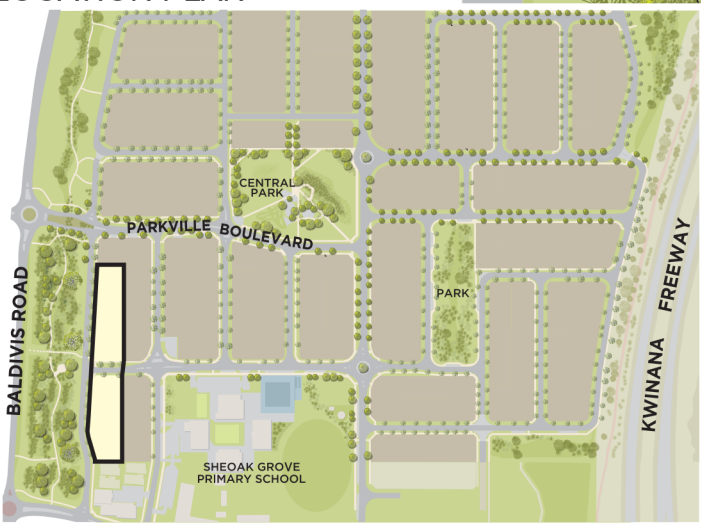 CENTRAL
PARK
PARKVILLE BOULEVARD
PARK
BALDIVIS ROAD
KWINANA FREEWAY
SHEOAK GROVE
PRIMARY SCHOOL